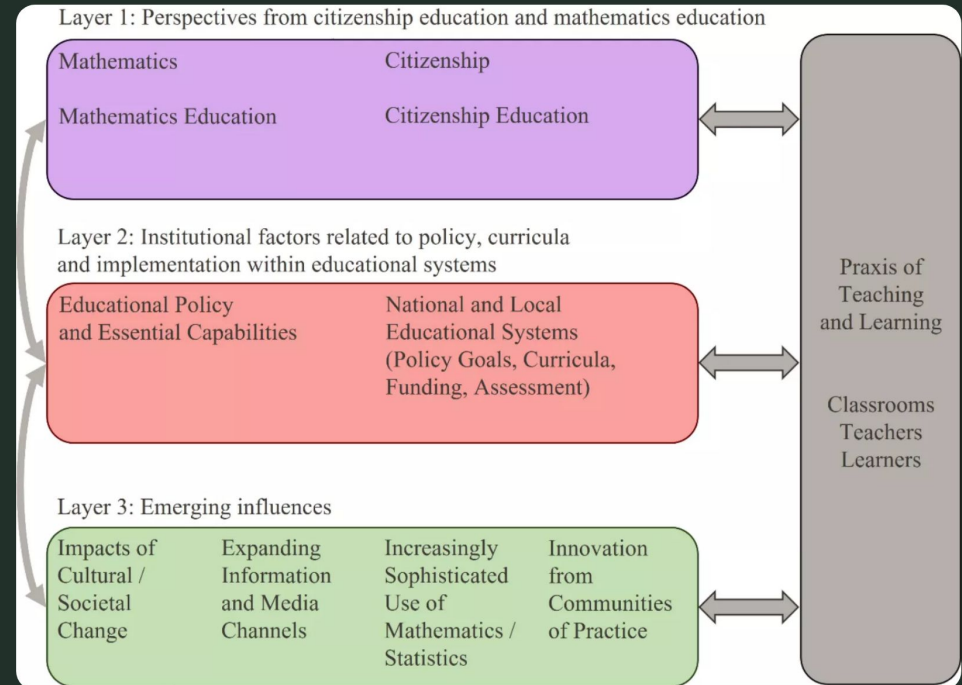 Layer 1: Perspectives from citizenship education and mathematics education
Mathematics
Citizenship
Mathematics Education
Citizenship Education
Layer 2: Institutional factors related to policy, curricula
and implementation within educational systems
Educational Policy
and Essential Capabilities
National and Local
Educational Systems
(Policy Goals, Curricula,
Funding, Assessment)
Layer 3: Emerging influences
Impacts of
Cultural /
Societal
Change
Expanding
Information
and Media
Channels
Increasingly
Sophisticated
Use of
Mathematics /
Statistics
Innovation
from
Communities
of Practice
Praxis of
Teaching
and Learning
Classrooms
Teachers
Learners